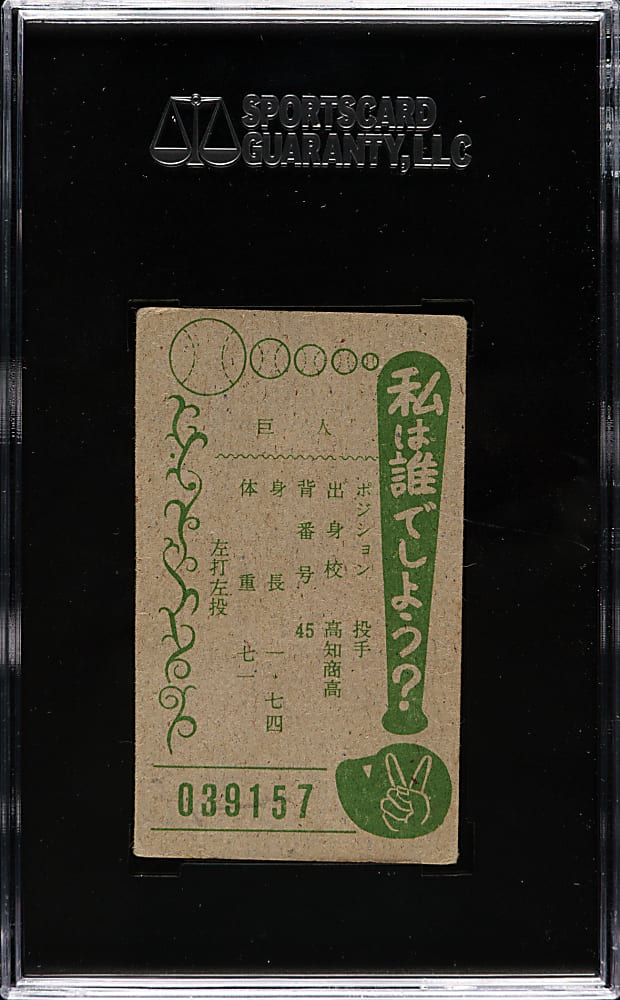 SPORTSCARD
GUARANTY, LLC
私は誰でしょう?
巨人
ポジション 投手
出身校 高知商高
背番号 45
身長 一・七四
体重 七一
左打左投
039157